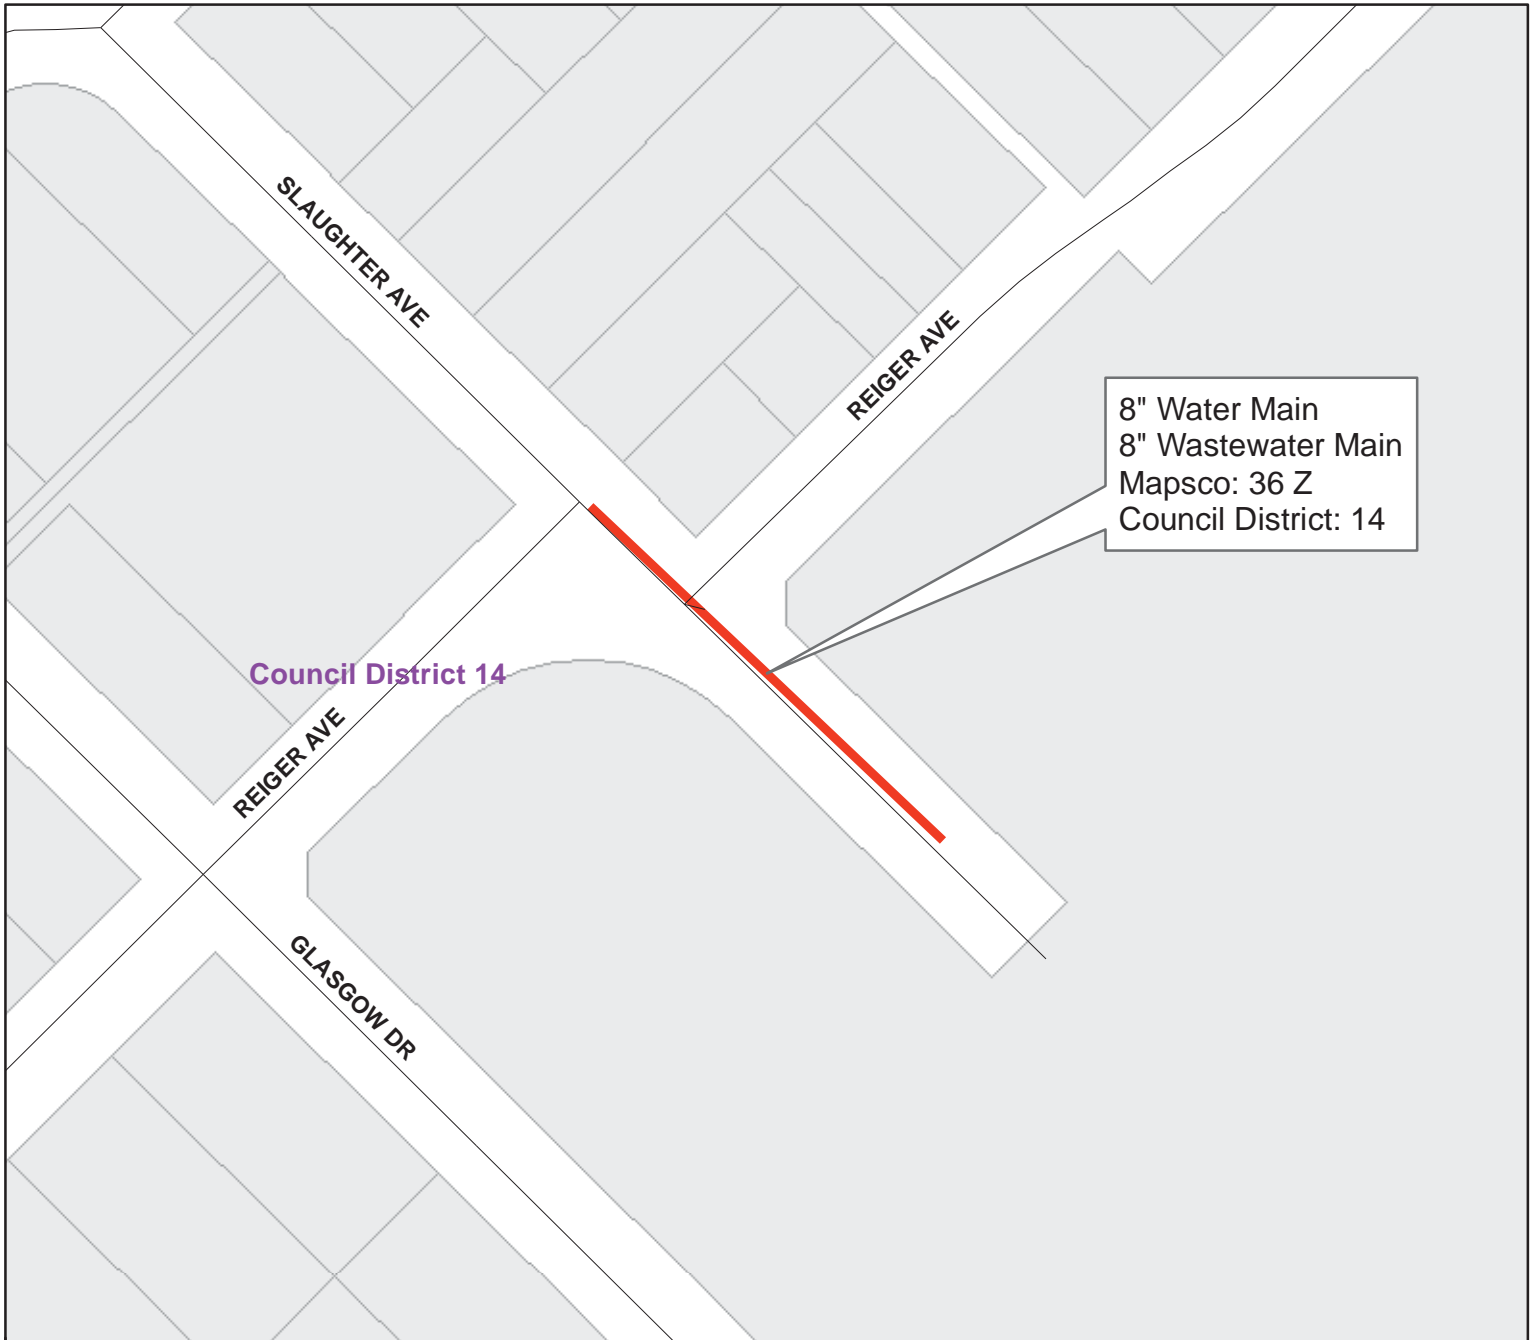 SLAUGHTER AVE
REIGER AVE
8" Water Main
8" Wastewater Main
Mapsco: 36 Z
Council District: 14
Council District 14
REIGER AVE
GLASGOW DR